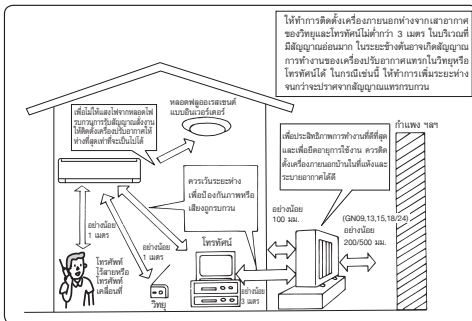 ให้ทำการติดตั้งเครื่องภายนอกห่างจากเสาอากาศ
ของวิทยุและโทรทัศน์ไม่ต่ำกว่า 3 เมตร ในบริเวณที่
มีสัญญาณอ่อนมาก ในระยะข้างต้นอาจเกิดสัญญาณ
การทำงานของเครื่องปรับอากาศแทรกในวิทยุหรือ
โทรทัศน์ได้ ในกรณีเช่นนี้ ให้ทำการเพิ่มระยะห่าง
จนกว่าจะปราศจากสัญญาณแทรกรบกวน
เพื่อไม่ให้แสงไฟจากหลอดไฟ
รบกวนการรับสัญญาณสั่งงาน
ให้ติดตั้งเครื่องปรับอากาศให้
ห่างที่สุดเท่าที่จะเป็นไปได้
หลอดฟลูออเรสเซนต์
แบบอินเวอร์เตอร์
เพื่อประสิทธิภาพการทำงานที่ดีที่สุด
และเพื่อยืดอายุการใช้งาน ควรติด
ตั้งเครื่องภายนอกบ้านในที่แห้งและ
ระบายอากาศได้ดี
กำแพง ฯลฯ
ควรเว้นระยะห่าง
เพื่อป้องกันภาพหรือ
เสียงถูกรบกวน
อย่างน้อย
1 เมตร
อย่างน้อย
1 เมตร
โทรทัศน์
อย่างน้อย
100 มม.
(GN09,13,15,18/24)
อย่างน้อย
200/500 มม.
โทรศัพท์
ไร้สายหรือ
โทรศัพท์
เคลื่อนที่
วิทยุ
อย่างน้อย
3 เมตร